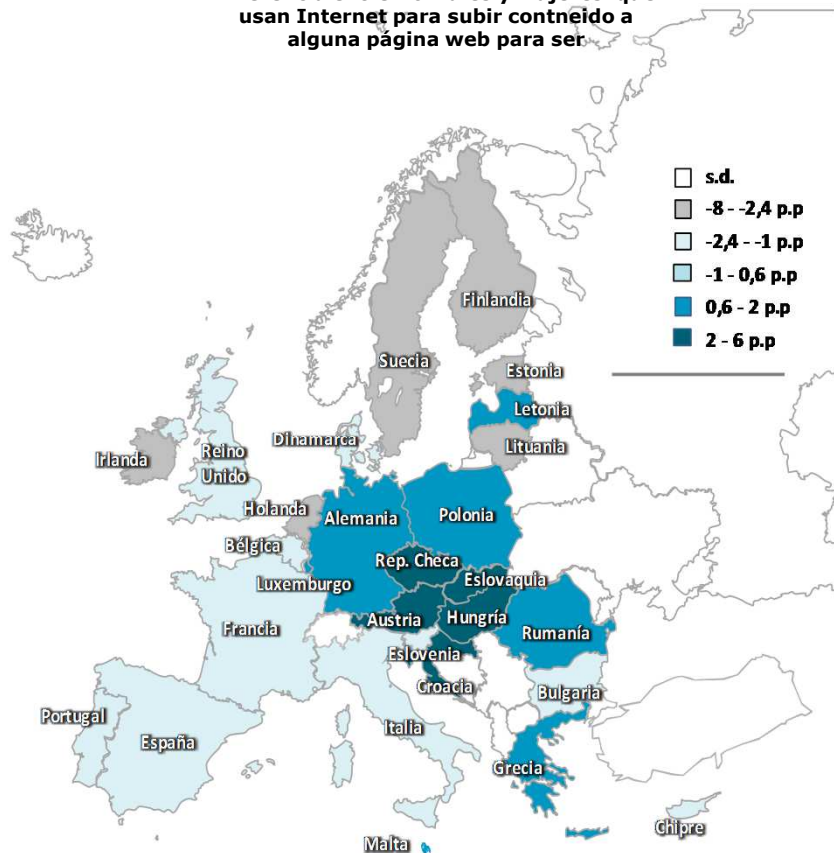 usan Internet para subir contneido a
alguna página web para ser
s.d.
-8 - -2,4 p.p
-2,4 - -1 p.p
-1 - 0,6 p.p
0,6 - 2 p.p
2 - 6 p.p
Finlandia
Suecia
Estonia
Letonia
Dinamarca
Lituania
Irlanda
Reino
Unido
Holanda
Alemania
Polonia
Bélgica
Rep. Checa
Luxemburgo
Eslovaquia
Austria
Hungría
Francia
Rumanía
Eslovenia
Croacia
Bulgaria
Portugal
España
Italia
Grecia
Chipre
Malta